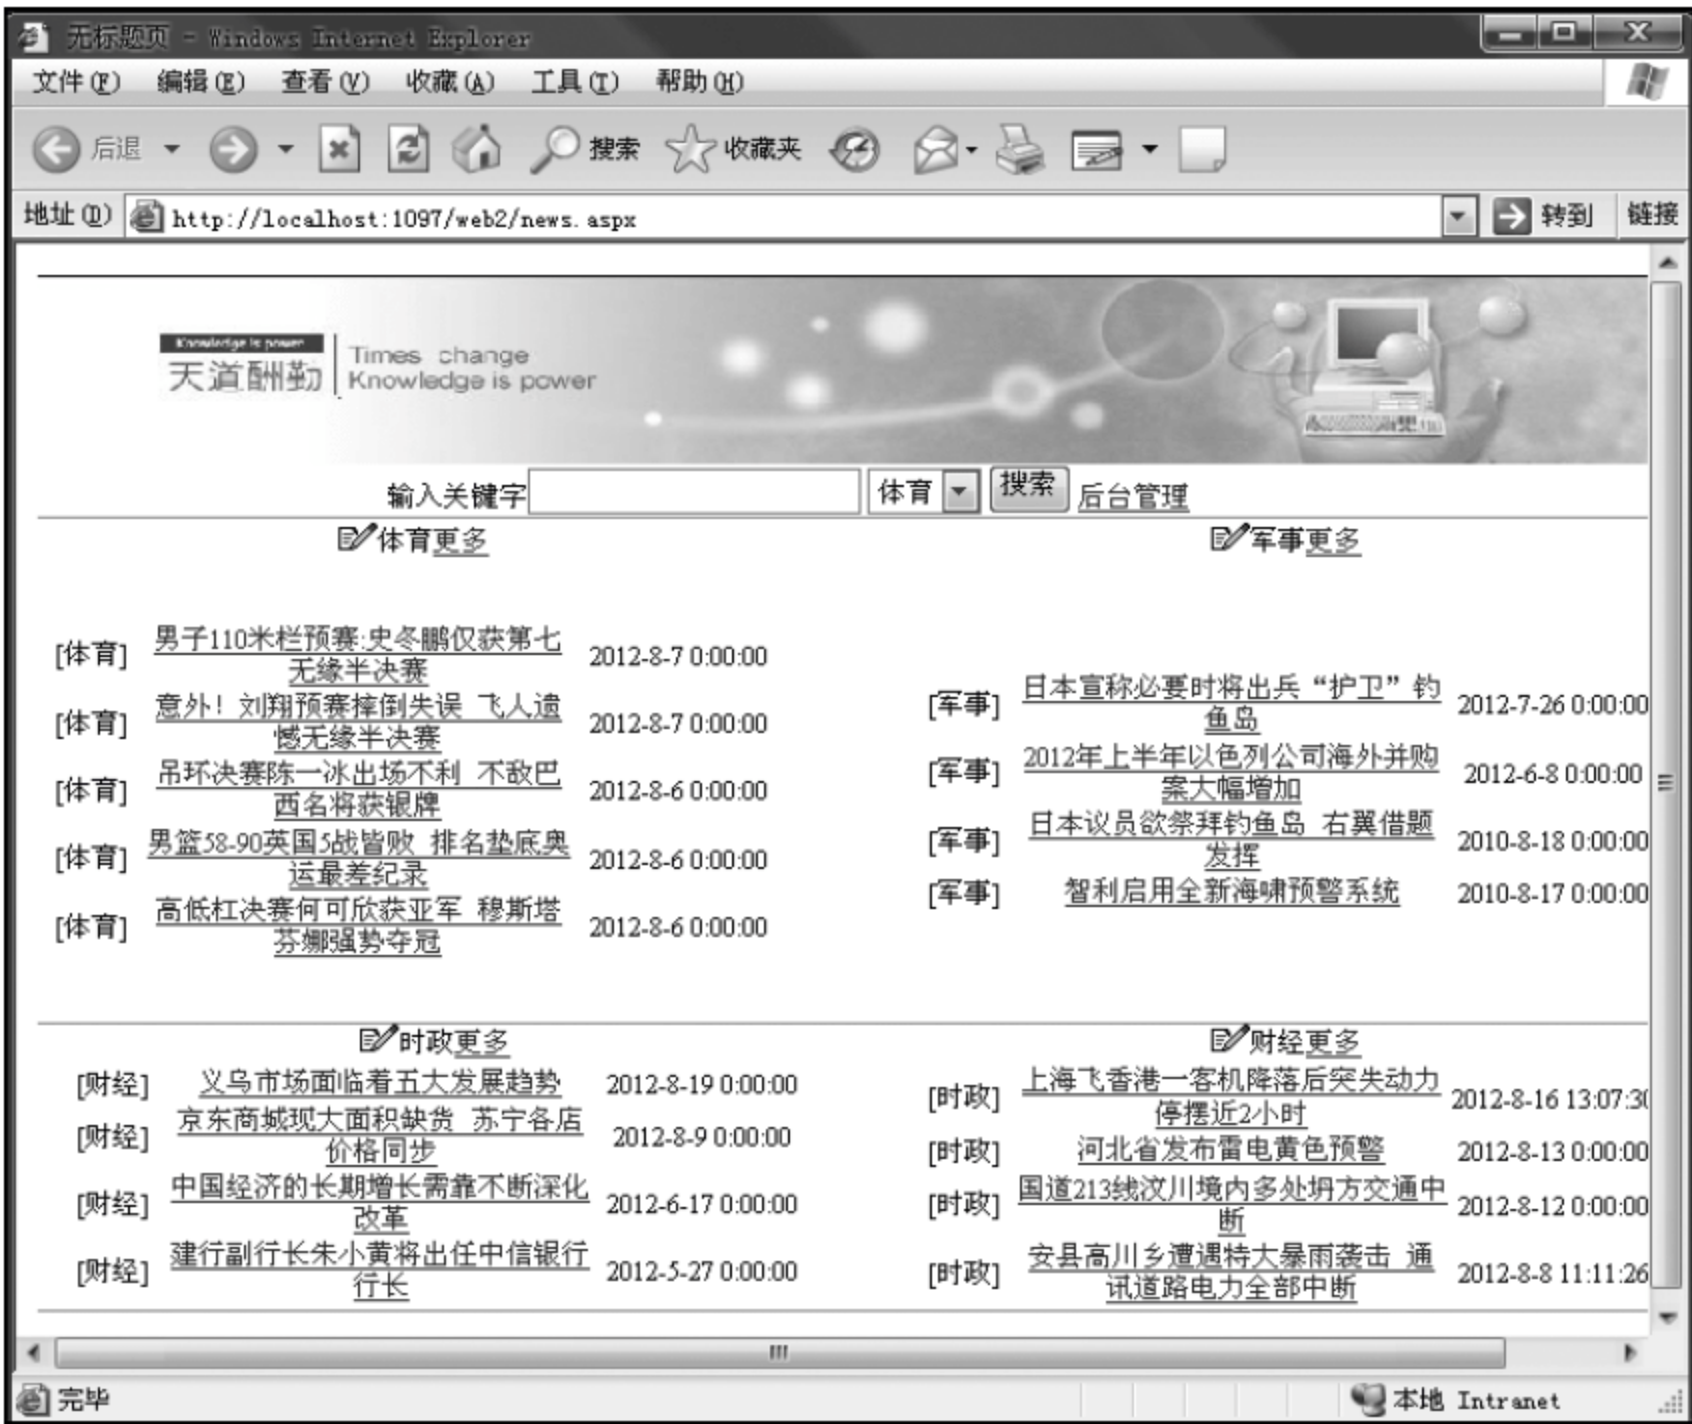 无标题页 - Windows Internet Explorer
文件(F) 编辑(E) 查看(V) 收藏(A) 工具(T) 帮助(H)
后退 搜索 收藏夹
地址(D) http://localhost:1097/web2/news.aspx 转到 链接
Knowledge is power
天道酬勤
Times change
Knowledge is power
输入关键字 体育 搜索 后台管理
体育更多
[体育] 男子110米栏预赛:史冬鹏仅获第七 2012-8-7 0:00:00
无缘半决赛
[体育] 意外！刘翔预赛摔倒失误 飞人遗 2012-8-7 0:00:00
憾无缘半决赛
[体育] 吊环决赛陈一冰出场不利 不敌巴 2012-8-6 0:00:00
西名将获银牌
[体育] 男篮58-90英国5战皆败 排名垫底奥 2012-8-6 0:00:00
运最差纪录
[体育] 高低杠决赛何可欣获亚军 穆斯塔 2012-8-6 0:00:00
芬娜强势夺冠
军事更多
[军事] 日本宣称必要时将出兵“护卫”钓 2012-7-26 0:00:00
鱼岛
[军事] 2012年上半年以色列公司海外并购 2012-6-8 0:00:00
案大幅增加
[军事] 日本议员欲祭拜钓鱼岛 右翼借题 2010-8-18 0:00:00
发挥
[军事] 智利启用全新海啸预警系统 2010-8-17 0:00:00
时政更多
[财经] 义乌市场面临着五大发展趋势 2012-8-19 0:00:00
[财经] 京东商城现大面积缺货 苏宁各店 2012-8-9 0:00:00
价格同步
[财经] 中国经济的长期增长需靠不断深化 2012-6-17 0:00:00
改革
[财经] 建行副行长朱小黄将出任中信银行 2012-5-27 0:00:00
行长
财经更多
[时政] 上海飞香港一客机降落后突失动力 2012-8-16 13:07:30
停摆近2小时
[时政] 河北省发布雷电黄色预警 2012-8-13 0:00:00
[时政] 国道213线汶川境内多处坍方交通中 2012-8-12 0:00:00
断
[时政] 安县高川乡遭遇特大暴雨袭击 通 2012-8-8 11:11:26
讯道路电力全部中断
完毕 本地 Intranet